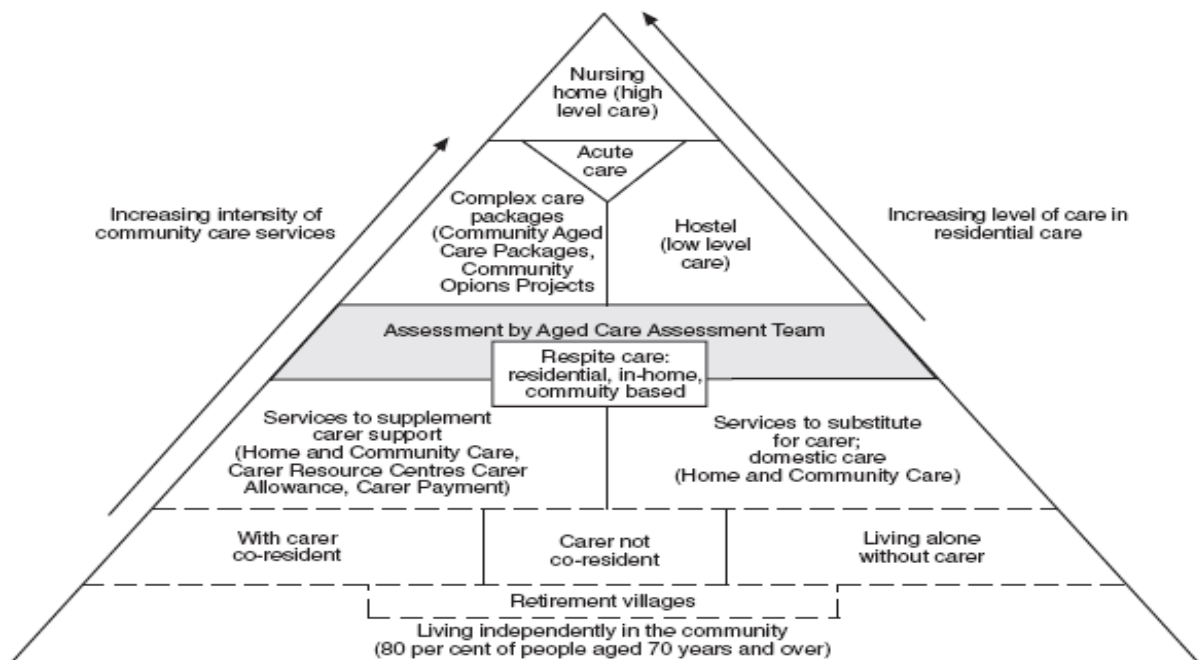 Nursing
home (high
level care)
Acute
care
Increasing intensity of
community care services
Complex care
packages
(Community Aged
Care Packages,
Community
Opions Projects
Hostel
(low level
care)
Increasing level of care in
residential care
Assessment by Aged Care Assessment Team
Respite care:
residential, in-home,
commuity based
Services to supplement
carer support
(Home and Community Care,
Carer Resource Centres Carer
Allowance, Carer Payment)
Services to substitute
for carer;
domestic care
(Home and Community Care)
With carer
co-resident
Carer not
co-resident
Living alone
without carer
Retirement villages
Living independently in the community
(80 per cent of people aged 70 years and over)